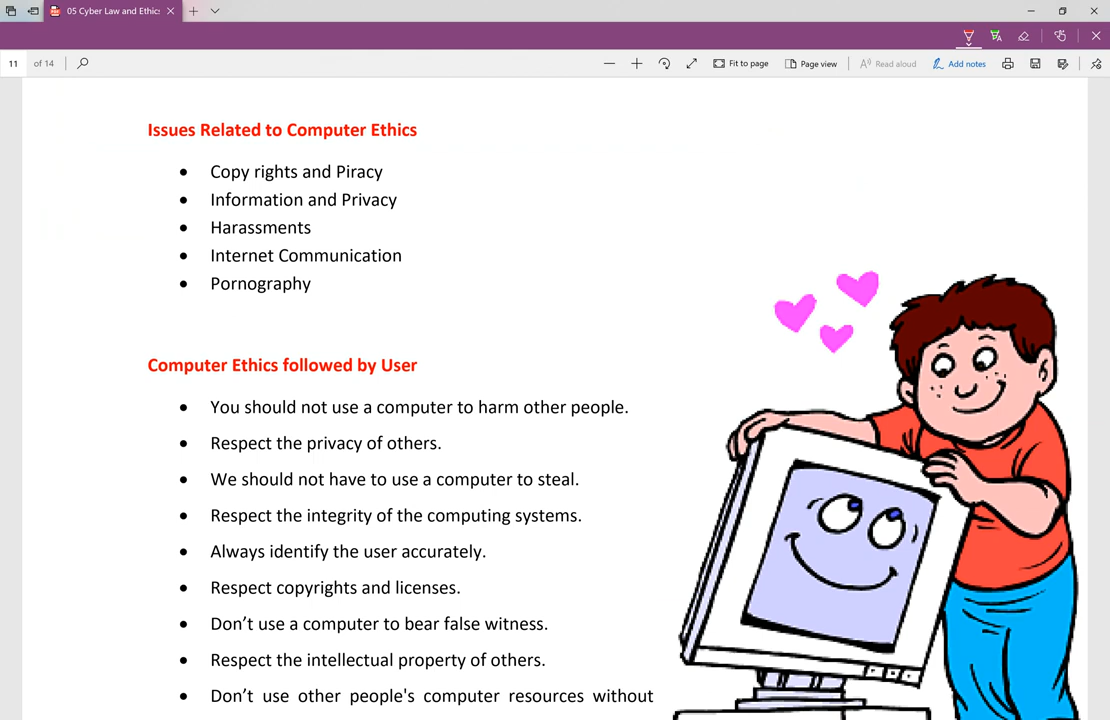 05 Cyber Law and Ethics
11 of 14 Fit to page Page view Read aloud Add notes
Issues Related to Computer Ethics
• Copy rights and Piracy
• Information and Privacy
• Harassments
• Internet Communication
• Pornography
Computer Ethics followed by User
• You should not use a computer to harm other people.
• Respect the privacy of others.
• We should not have to use a computer to steal.
• Respect the integrity of the computing systems.
• Always identify the user accurately.
• Respect copyrights and licenses.
• Don’t use a computer to bear false witness.
• Respect the intellectual property of others.
• Don’t use other people's computer resources without